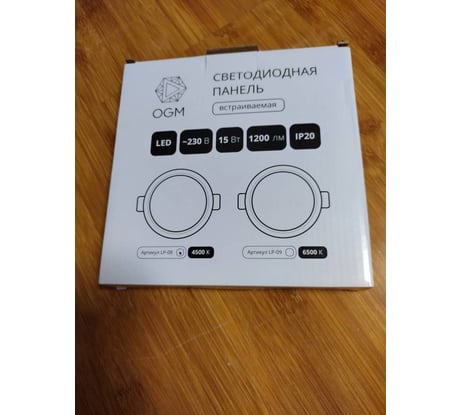 OGM
СВЕТОДИОДНАЯ
ПАНЕЛЬ
встраиваемая
LED ~230 В 15 Вт 1200 лм IP20
Артикул LP-08 4500 К Артикул LP-09 6500 К